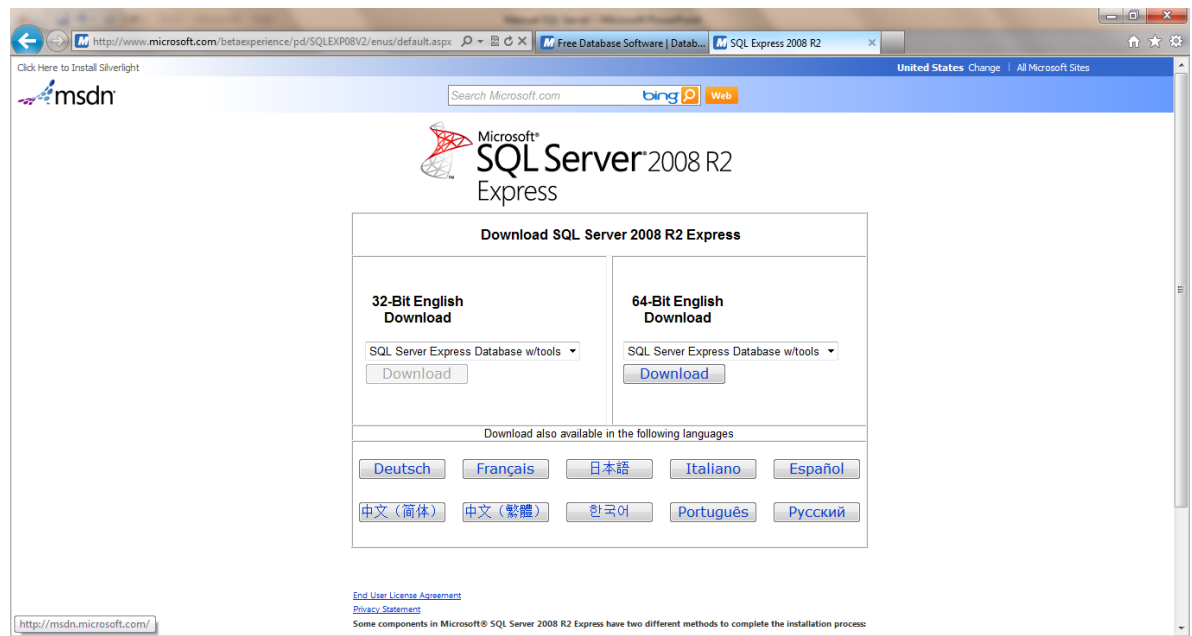 http://www.microsoft.com/betaexperience/pd/SQLEXP08V2/enus/default.aspx
Free Database Software | Datab...
SQL Express 2008 R2
Click Here to Install Silverlight
United States Change | All Microsoft Sites
msdn
Search Microsoft.com
bing
Web
Microsoft®
SQL Server® 2008 R2
Express
Download SQL Server 2008 R2 Express
32-Bit English
Download
SQL Server Express Database w/tools
Download
64-Bit English
Download
SQL Server Express Database w/tools
Download
Download also available in the following languages
Deutsch Français 日本語 Italiano Español
中文（简体） 中文（繁體） 한국어 Português Русский
End User License Agreement
Privacy Statement
Some components in Microsoft® SQL Server 2008 R2 Express have two different methods to complete the installation process:
http://msdn.microsoft.com/